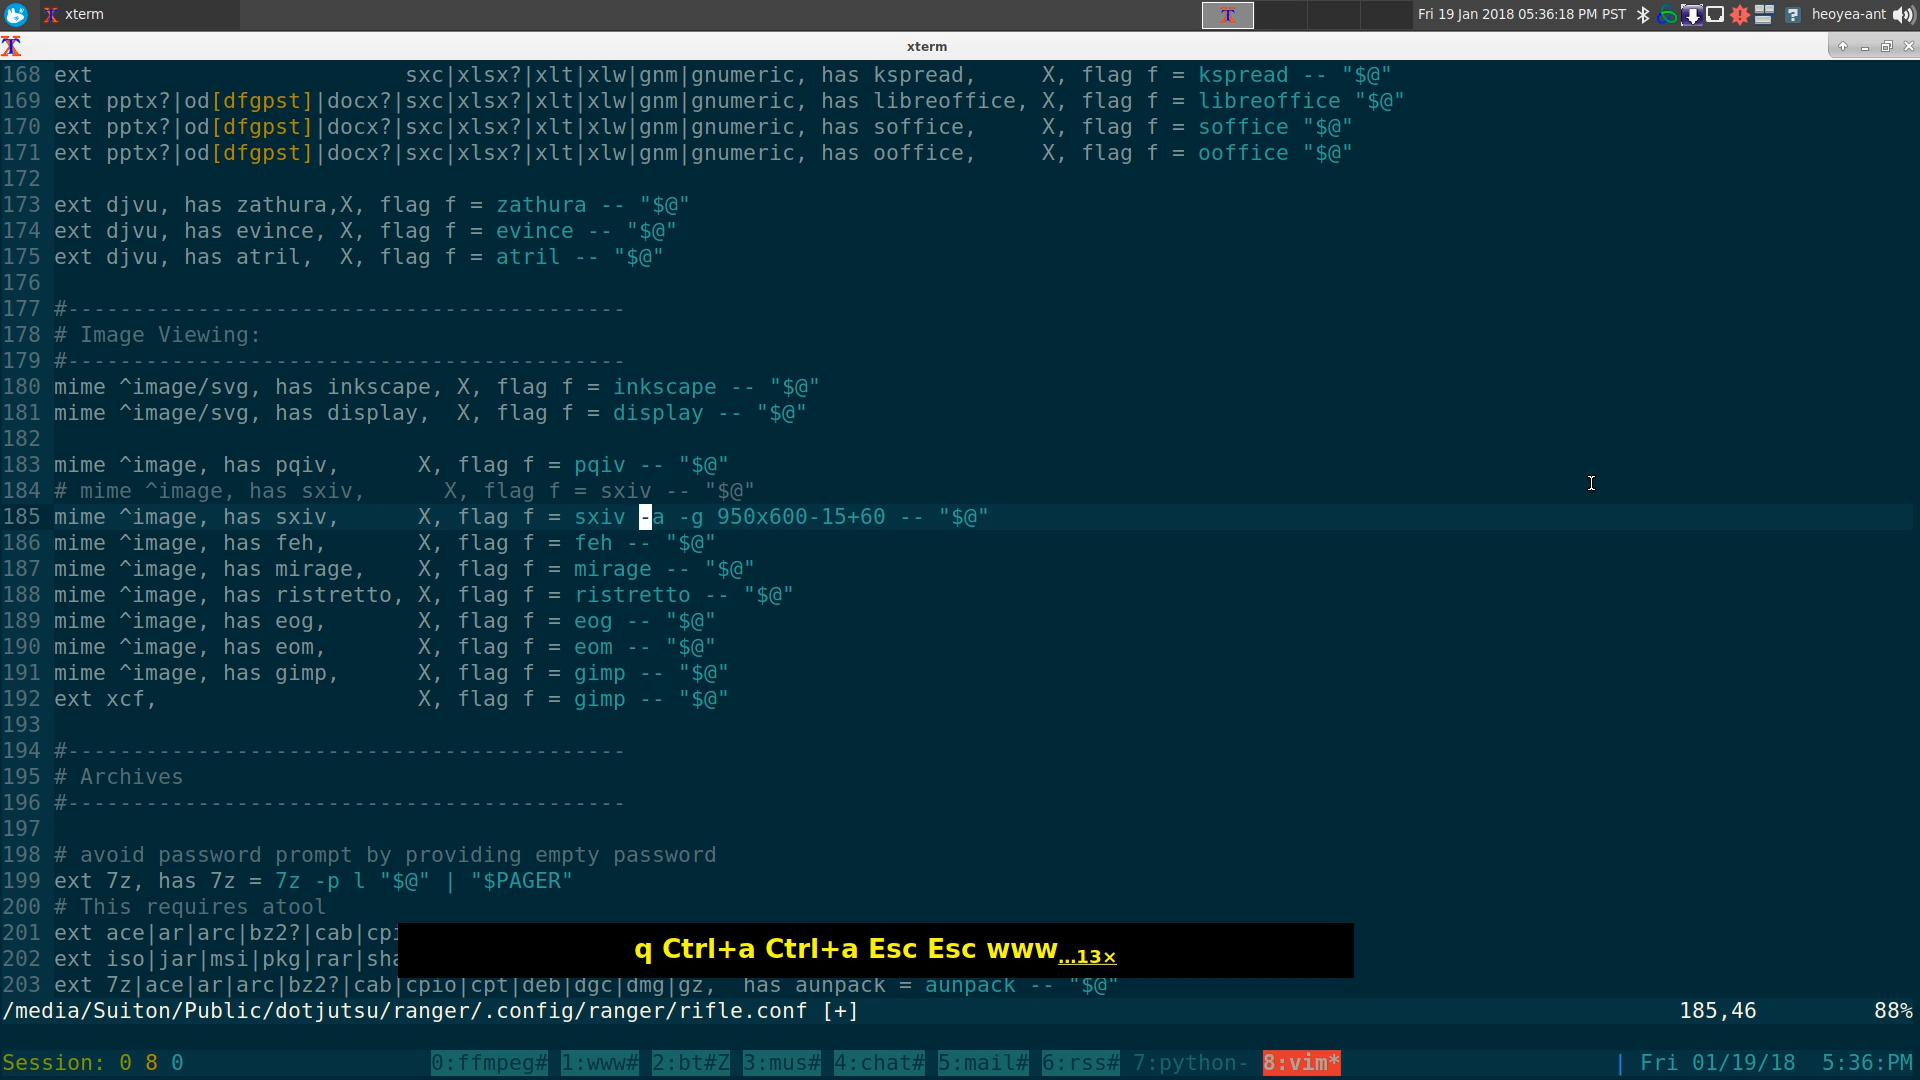 xterm
Fri 19 Jan 2018 05:36:18 PM PST
heoyea-ant
xterm
168 ext                        sxc|xlsx?|xlt|xlw|gnm|gnumeric, has kspread,     X, flag f = kspread -- "$@"
169 ext pptx?|od[dfgpst]|docx?|sxc|xlsx?|xlt|xlw|gnm|gnumeric, has libreoffice, X, flag f = libreoffice "$@"
170 ext pptx?|od[dfgpst]|docx?|sxc|xlsx?|xlt|xlw|gnm|gnumeric, has soffice,     X, flag f = soffice "$@"
171 ext pptx?|od[dfgpst]|docx?|sxc|xlsx?|xlt|xlw|gnm|gnumeric, has ooffice,     X, flag f = ooffice "$@"
172
173 ext djvu, has zathura,X, flag f = zathura -- "$@"
174 ext djvu, has evince, X, flag f = evince -- "$@"
175 ext djvu, has atril,  X, flag f = atril -- "$@"
176
177 #-------------------------------------------
178 # Image Viewing:
179 #-------------------------------------------
180 mime ^image/svg, has inkscape, X, flag f = inkscape -- "$@"
181 mime ^image/svg, has display,  X, flag f = display -- "$@"
182
183 mime ^image, has pqiv,      X, flag f = pqiv -- "$@"
184 # mime ^image, has sxiv,      X, flag f = sxiv -- "$@"
185 mime ^image, has sxiv,      X, flag f = sxiv -a -g 950x600-15+60 -- "$@"
186 mime ^image, has feh,       X, flag f = feh -- "$@"
187 mime ^image, has mirage,    X, flag f = mirage -- "$@"
188 mime ^image, has ristretto, X, flag f = ristretto -- "$@"
189 mime ^image, has eog,       X, flag f = eog -- "$@"
190 mime ^image, has eom,       X, flag f = eom -- "$@"
191 mime ^image, has gimp,      X, flag f = gimp -- "$@"
192 ext xcf,                    X, flag f = gimp -- "$@"
193
194 #-------------------------------------------
195 # Archives
196 #-------------------------------------------
197
198 # avoid password prompt by providing empty password
199 ext 7z, has 7z = 7z -p l "$@" | "$PAGER"
200 # This requires atool
201 ext ace|ar|arc|bz2?|cab|cpi
202 ext iso|jar|msi|pkg|rar|sha
q Ctrl+a Ctrl+a Esc Esc www...13×
203 ext 7z|ace|ar|arc|bz2?|cab|cpio|cpt|deb|dgc|dmg|gz,  has aunpack = aunpack -- "$@"
/media/Suiton/Public/dotjutsu/ranger/.config/ranger/rifle.conf [+] 185,46 88%
Session: 0 8 0 0:ffmpeg# 1:www# 2:bt#Z 3:mus# 4:chat# 5:mail# 6:rss# 7:python- 8:vim* | Fri 01/19/18 5:36:PM